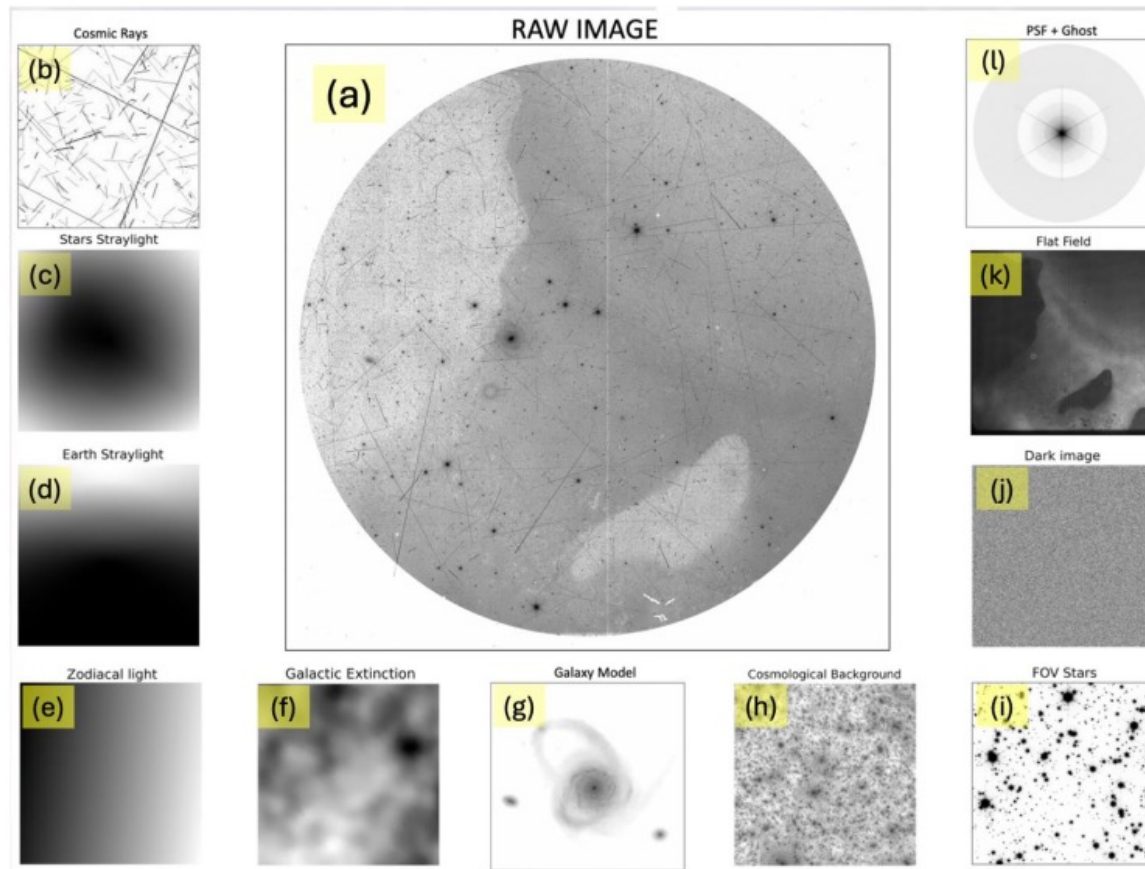 RAW IMAGE
(a)
Cosmic Rays
(b)
Stars Straylight
(c)
Earth Straylight
(d)
Zodiacal light
(e)
Galactic Extinction
(f)
Galaxy Model
(g)
Cosmological Background
(h)
FOV Stars
(i)
Dark image
(j)
Flat Field
(k)
PSF + Ghost
(l)